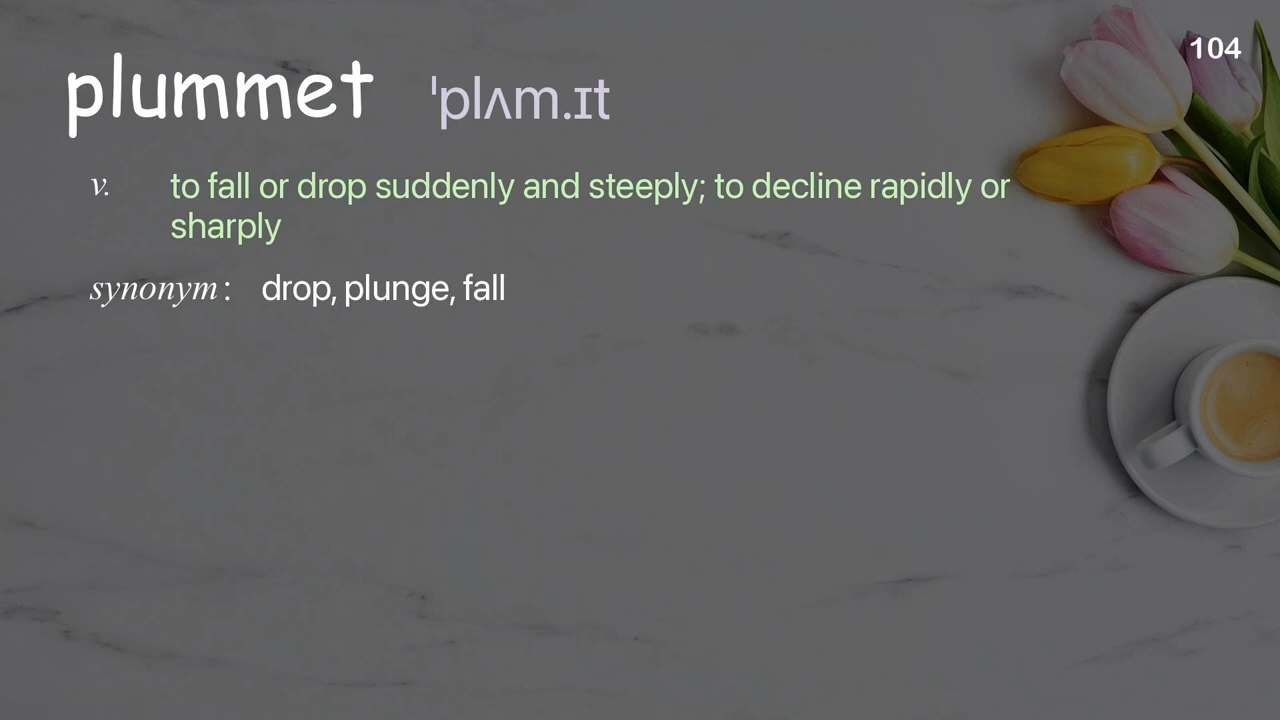 104
plummet ˈplʌm.ɪt
v. to fall or drop suddenly and steeply; to decline rapidly or
sharply
synonym : drop, plunge, fall